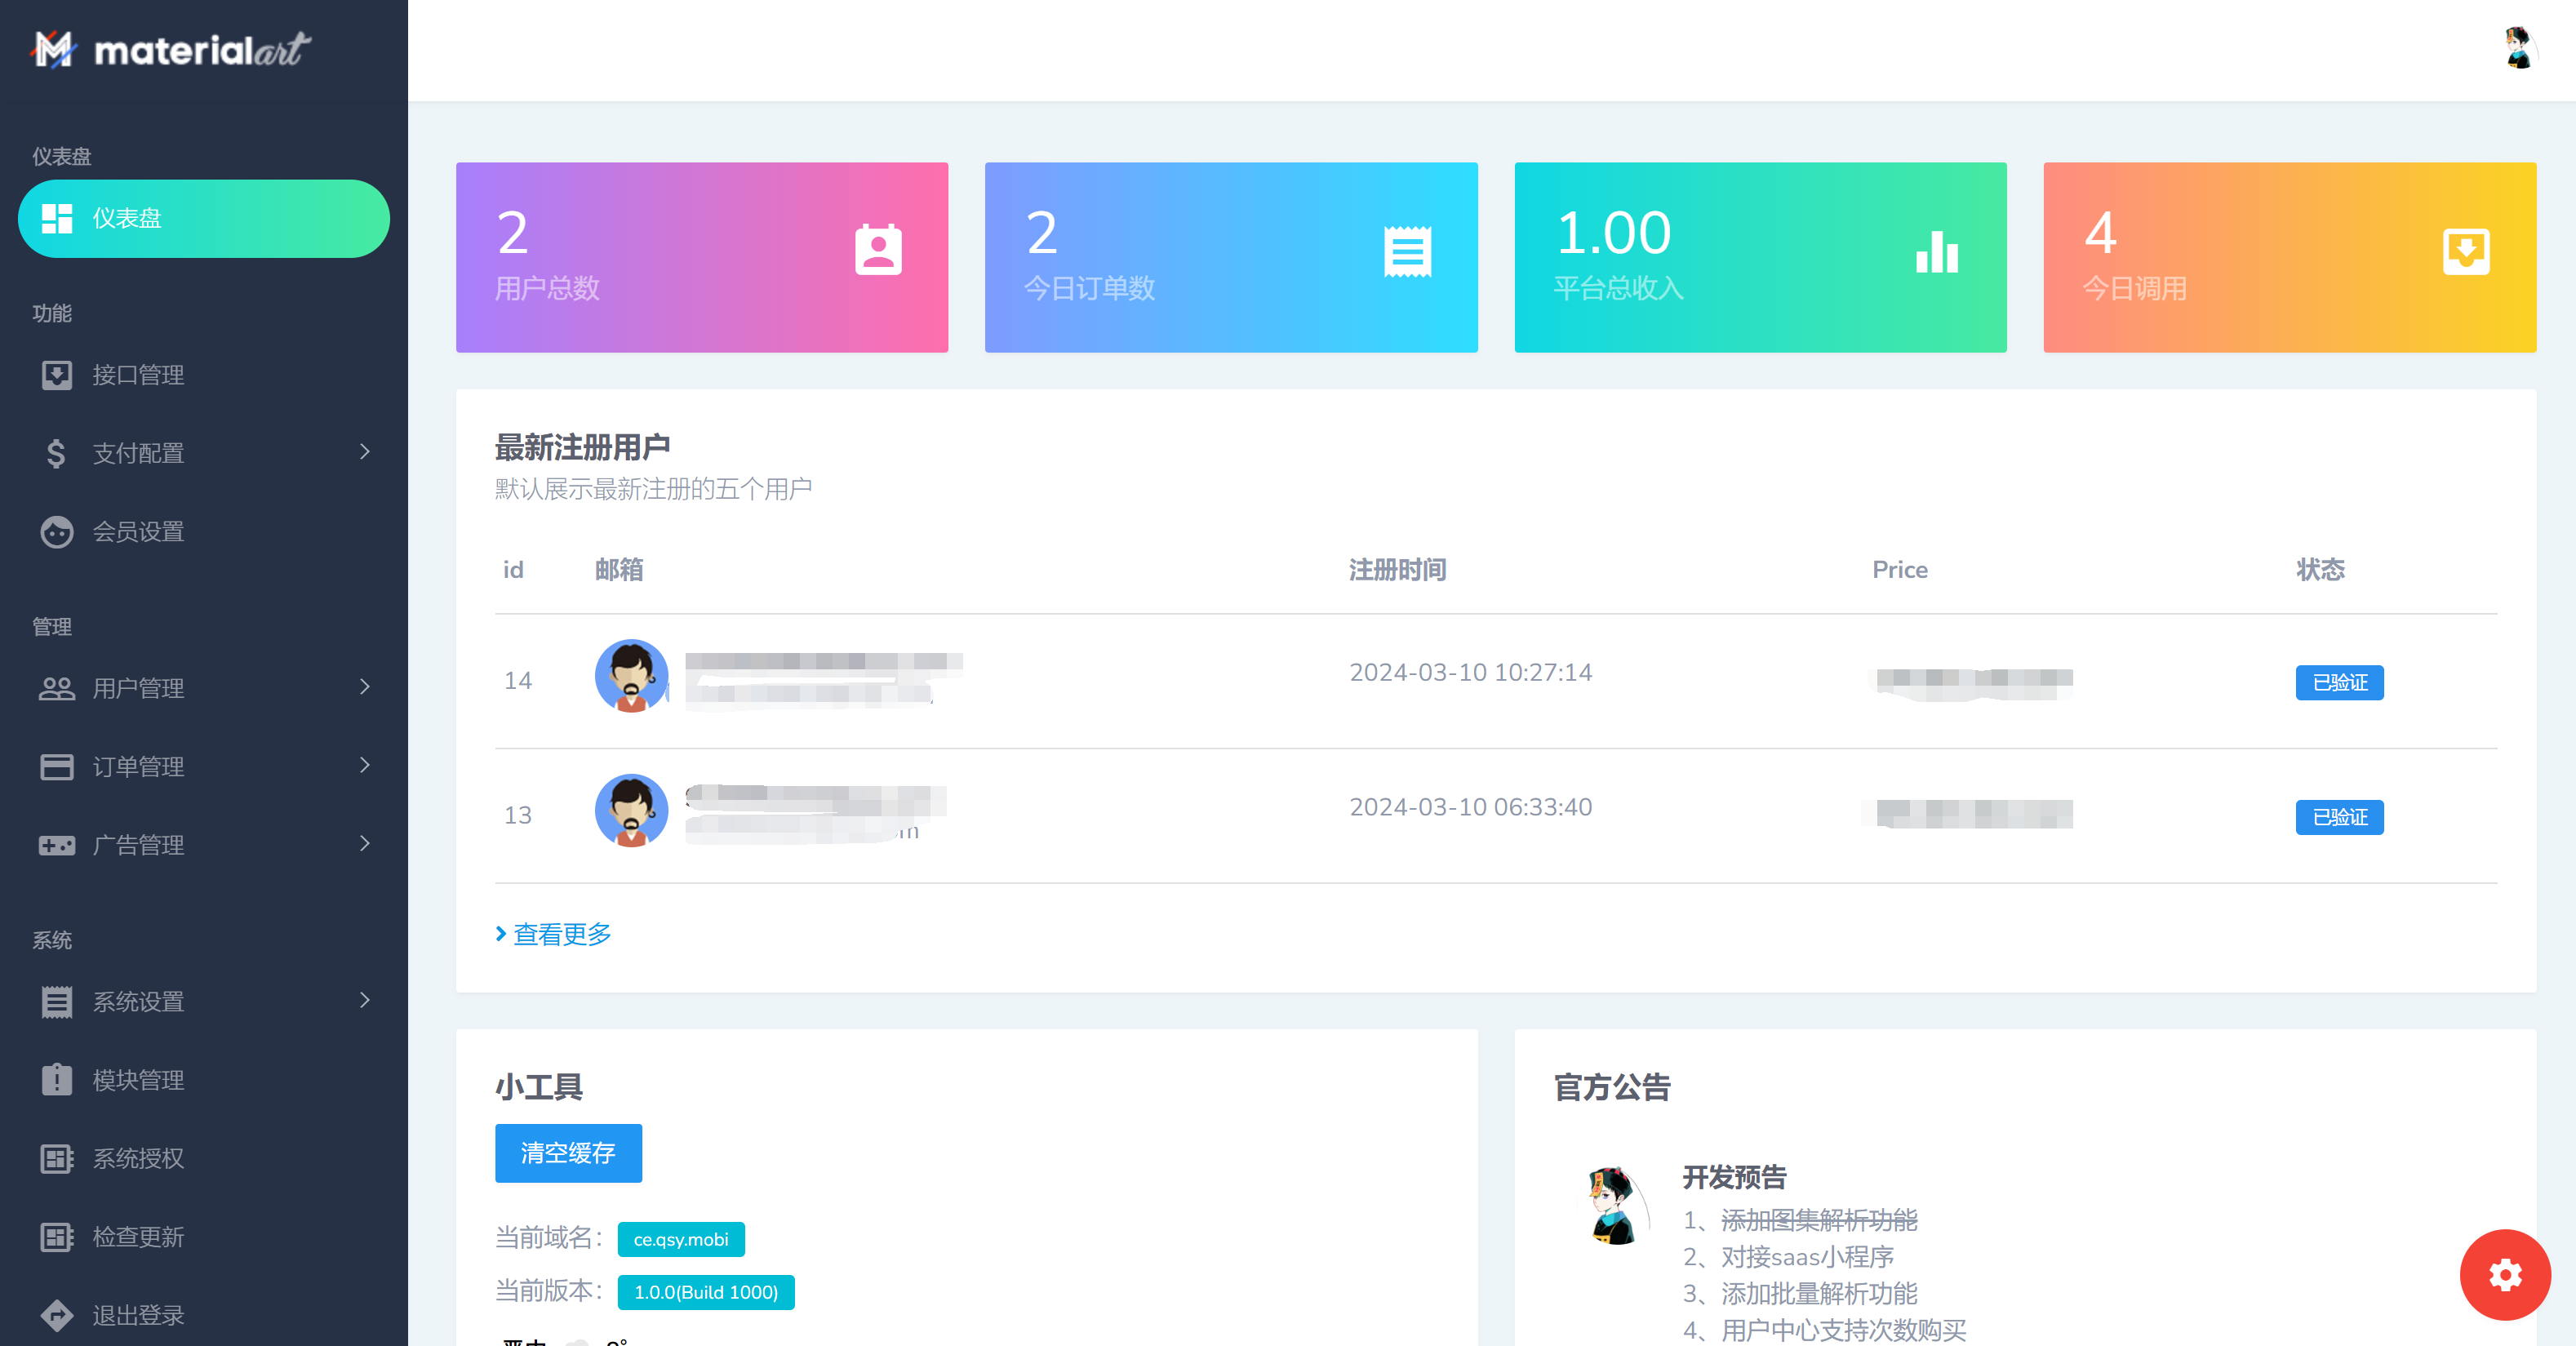 materialart
仪表盘
仪表盘
功能
接口管理
支付配置
会员设置
管理
用户管理
订单管理
广告管理
系统
系统设置
模块管理
系统授权
检查更新
退出登录
2
用户总数
2
今日订单数
1.00
平台总收入
4
今日调用
最新注册用户
默认展示最新注册的五个用户
id 邮箱 注册时间 Price 状态
14 2024-03-10 10:27:14 已验证
13 2024-03-10 06:33:40 已验证
查看更多
小工具
清空缓存
当前域名： ce.qsy.mobi
当前版本： 1.0.0(Build 1000)
官方公告
开发预告
1、添加图集解析功能
2、对接saas小程序
3、添加批量解析功能
4、用户中心支持次数购买